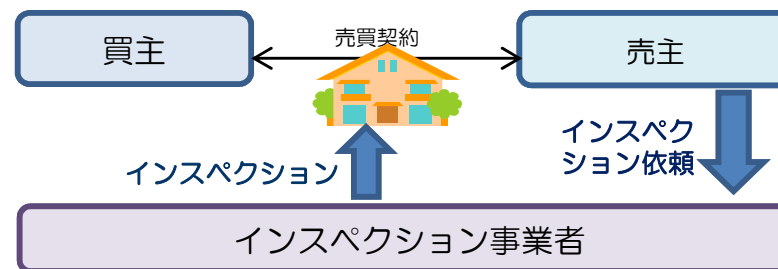 売買契約
買主
売主
インスペク
ション依頼
インスペクション
インスペクション事業者